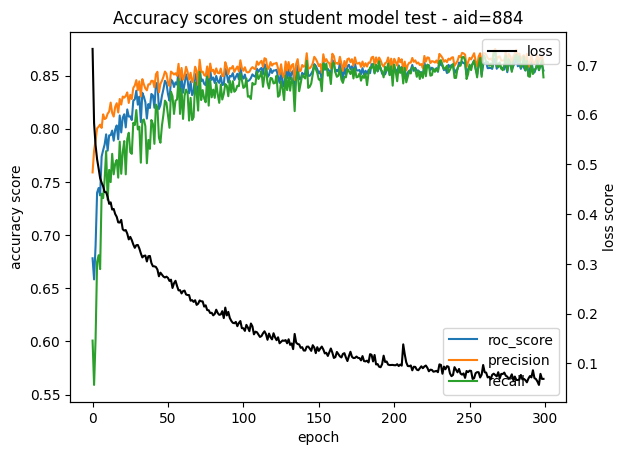 Accuracy scores on student model test - aid=884
loss
0.85
0.80
0.75
0.70
0.65
0.60
0.55
accuracy score
0.7
0.6
0.5
0.4
0.3
0.2
0.1
loss score
roc_score
precision
recall
0
50
100
150
200
250
300
epoch